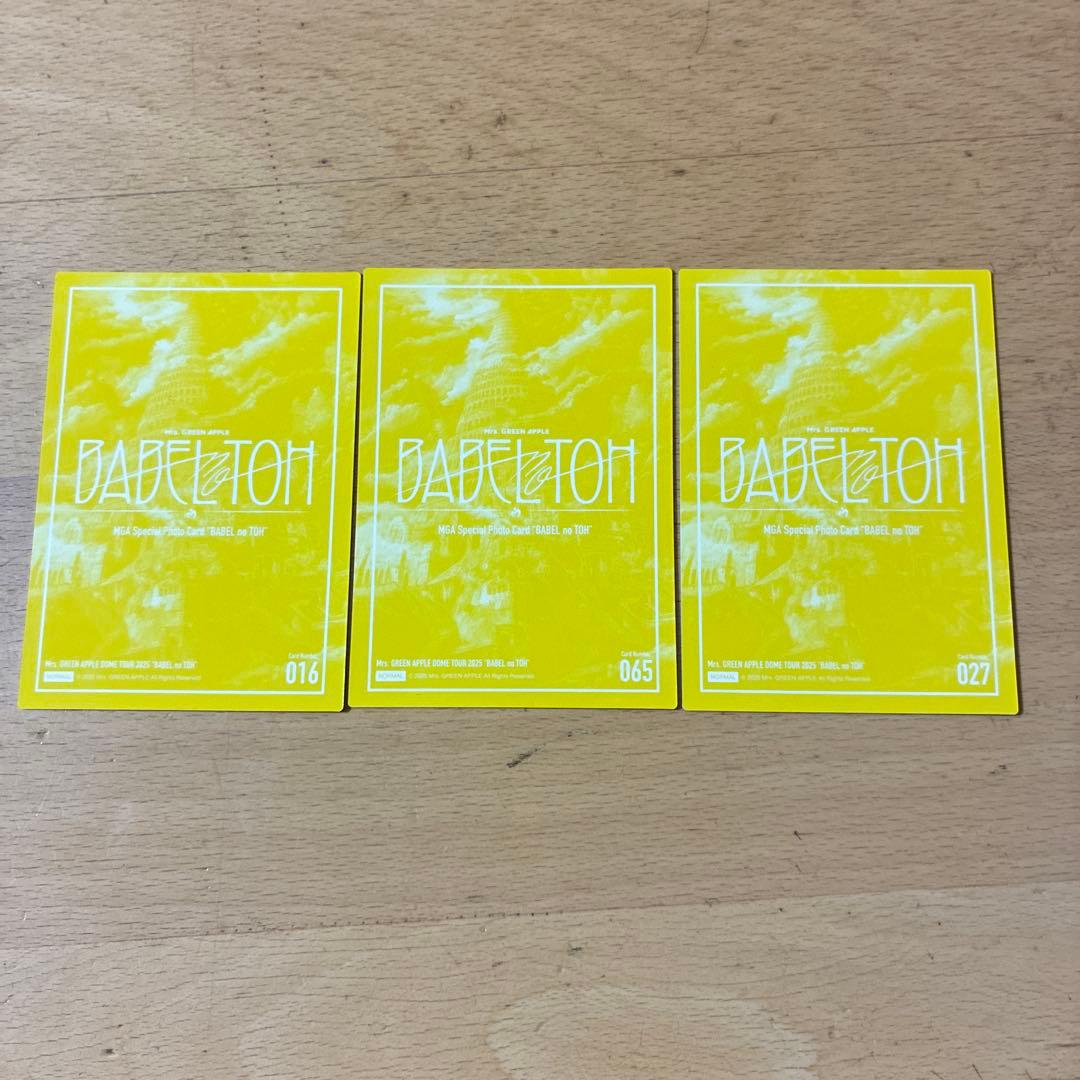 Mrs. GREEN APPLE
BABEL no TOH
MGA Special Photo Card "BABEL no TOH"
Mrs. GREEN APPLE DOME TOUR 2025 "BABEL no TOH"
NORMAL © 2025 Mrs. GREEN APPLE All Rights Reserved.
Card Number
016
Mrs. GREEN APPLE
BABEL no TOH
MGA Special Photo Card "BABEL no TOH"
Mrs. GREEN APPLE DOME TOUR 2025 "BABEL no TOH"
NORMAL © 2025 Mrs. GREEN APPLE All Rights Reserved.
Card Number
065
Mrs. GREEN APPLE
BABEL no TOH
MGA Special Photo Card "BABEL no TOH"
Mrs. GREEN APPLE DOME TOUR 2025 "BABEL no TOH"
NORMAL © 2025 Mrs. GREEN APPLE All Rights Reserved.
Card Number
027